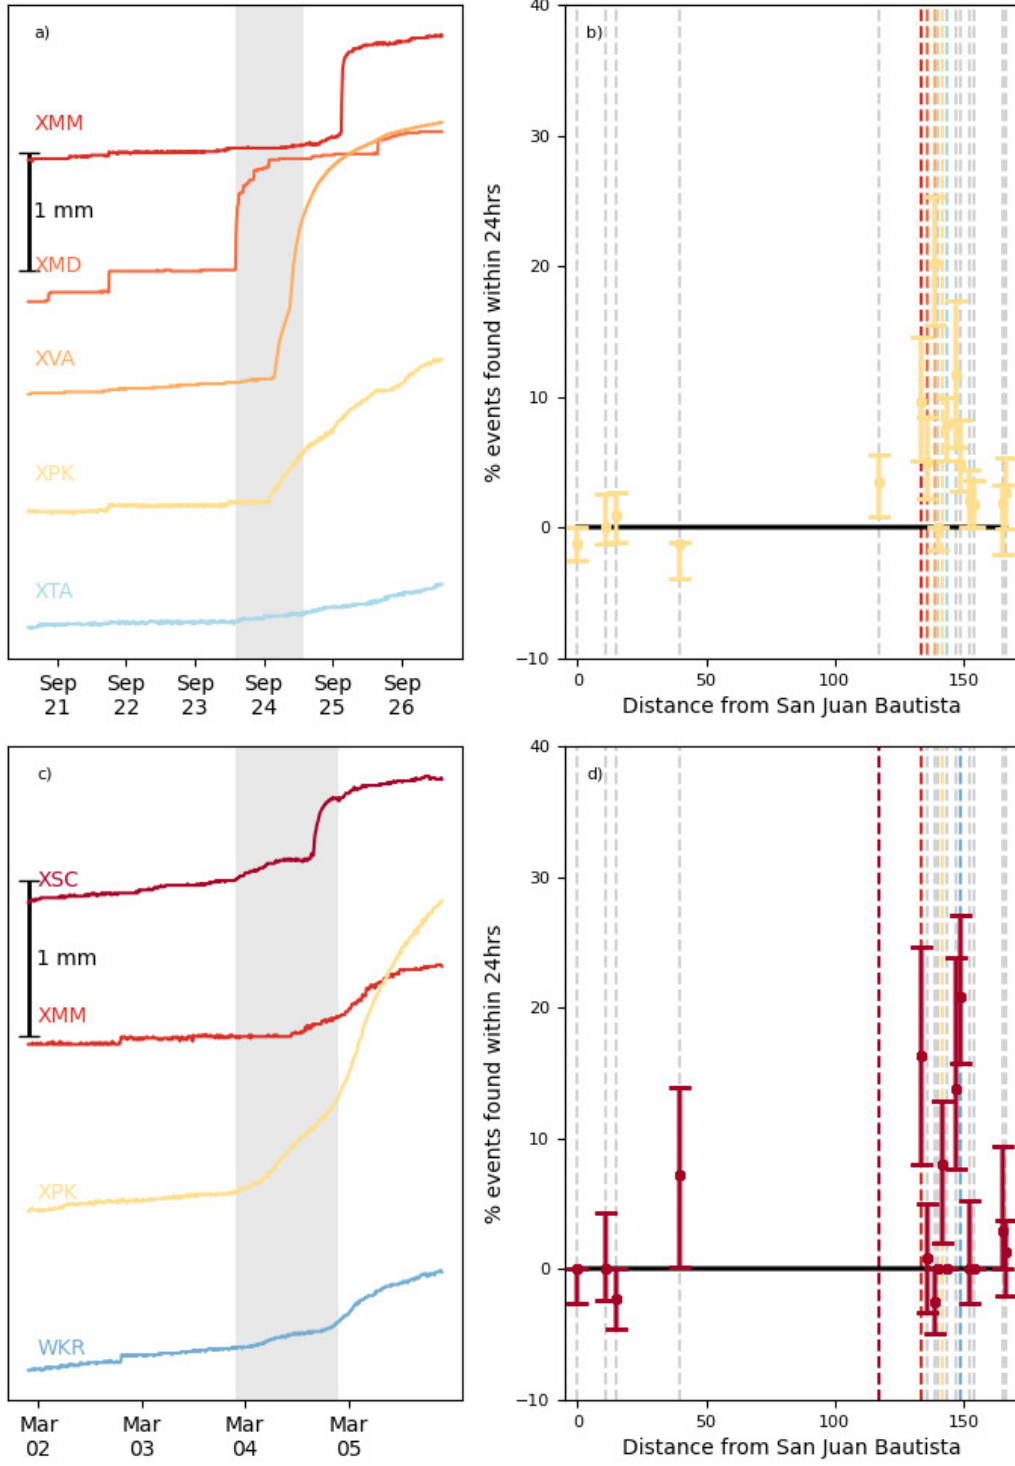 a)
XMM
1 mm
XMD
XVA
XPK
XTA
Sep Sep Sep Sep Sep Sep
21 22 23 24 25 26
b)
% events found within 24hrs
40
30
20
10
0
−10
0 50 100 150
Distance from San Juan Bautista
c)
XSC
1 mm
XMM
XPK
WKR
Mar Mar Mar Mar
02 03 04 05
d)
% events found within 24hrs
40
30
20
10
0
−10
0 50 100 150
Distance from San Juan Bautista